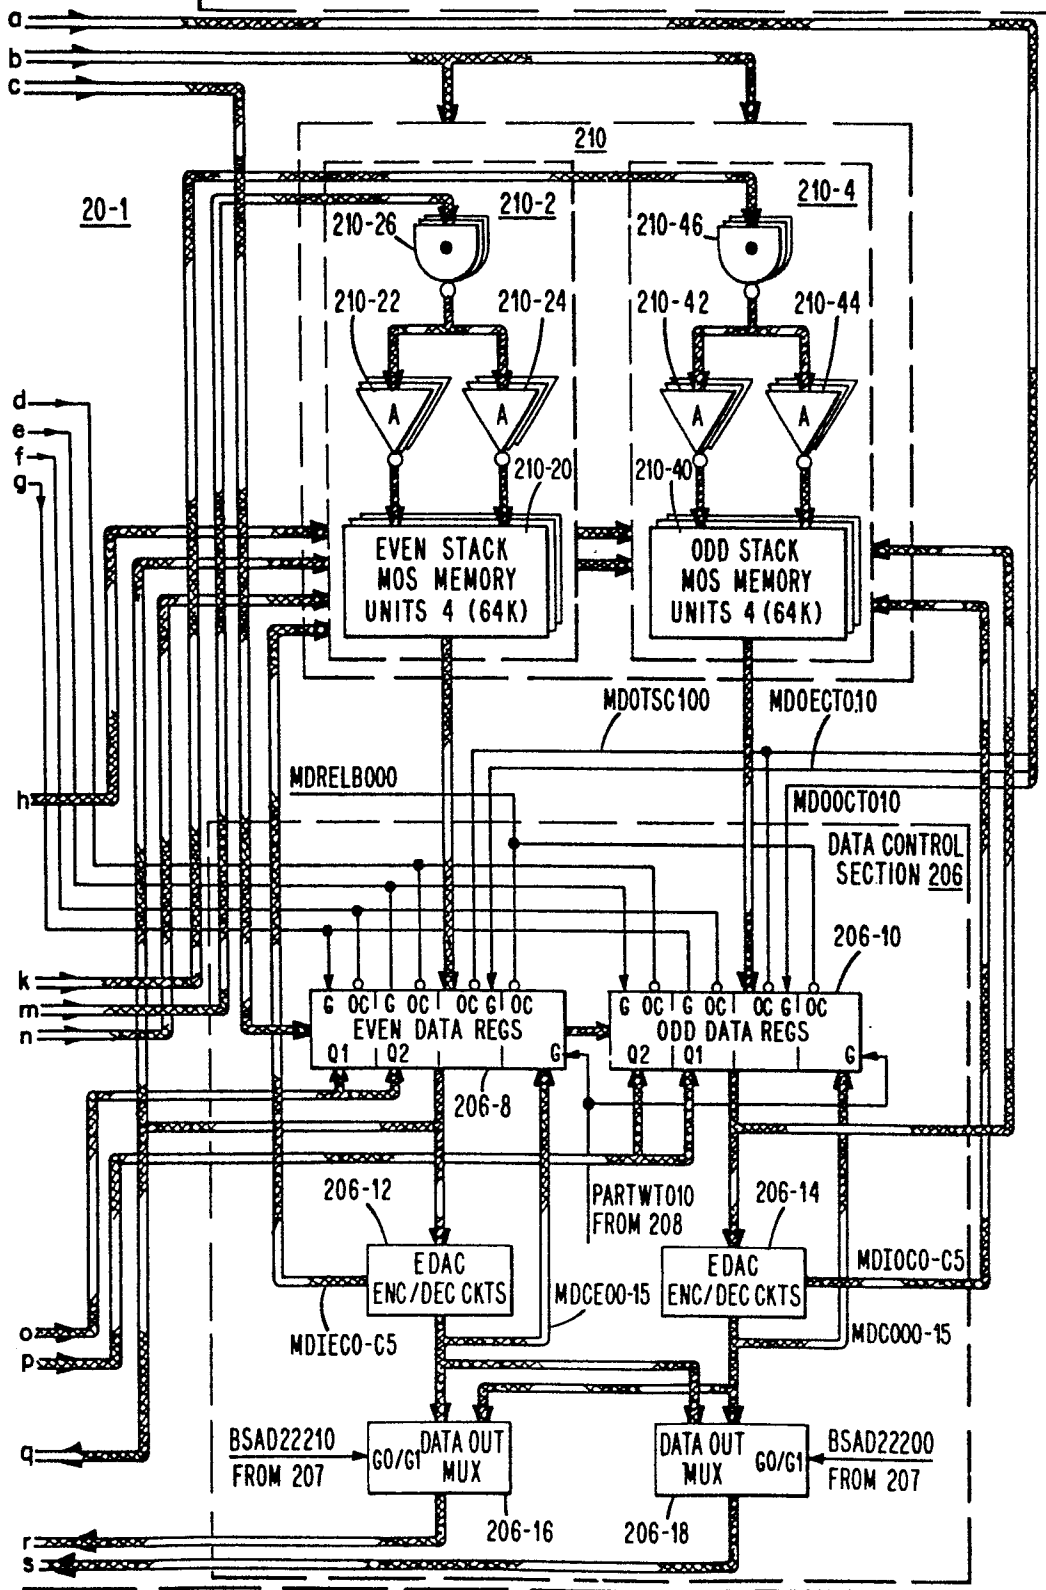 a
b
c
210
20-1
210-2
210-4
210-26
210-46
210-22
210-24
210-42
210-44
d
e
f
g
A
A
A
A
210-20
210-40
EVEN STACK
MOS MEMORY
UNITS 4 (64K)
ODD STACK
MOS MEMORY
UNITS 4 (64K)
MDOTSC100
MDOECT010
MDRELB000
h
MDOOCT010
DATA CONTROL
SECTION 206
206-10
k
m
n
G OC G OC OC G OC
EVEN DATA REGS
Q1 Q2 G
G OC G OC OC G OC
ODD DATA REGS
Q2 Q1 G
206-8
206-12
PARTWT010
FROM 208
206-14
EDAC
ENC/DEC CKTS
EDAC
ENC/DEC CKTS
MDIOC0-C5
MDCE00-15
MDIEC0-C5
MDCO00-15
o
p
BSAD22210
FROM 207
DATA OUT
G0/G1 MUX
DATA OUT
MUX G0/G1
BSAD22200
FROM 207
q
206-16
206-18
r
s